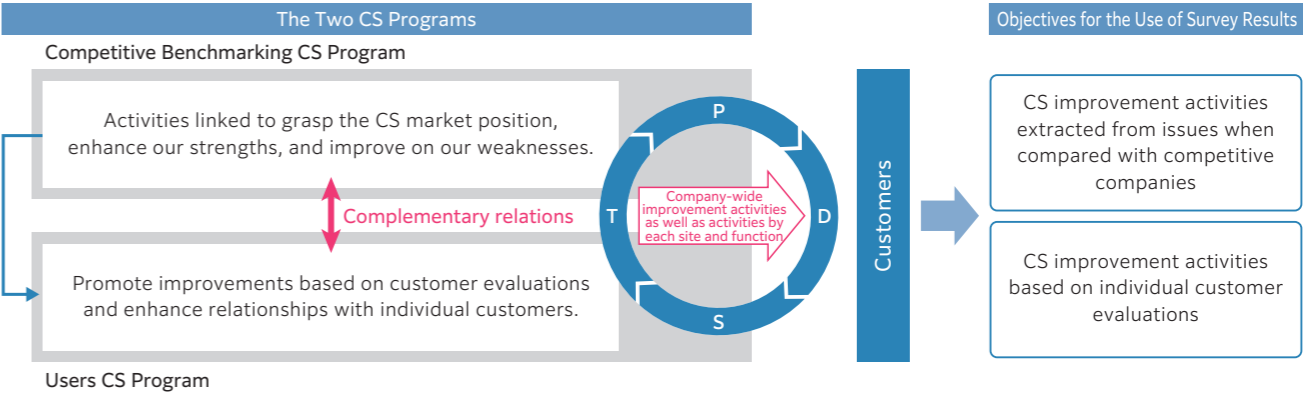 The Two CS Programs
Objectives for the Use of Survey Results
Competitive Benchmarking CS Program
Activities linked to grasp the CS market position,
enhance our strengths, and improve on our weaknesses.
Complementary relations
Promote improvements based on customer evaluations
and enhance relationships with individual customers.
Users CS Program
P
D
S
T
Company-wide
improvement activities
as well as activities by
each site and function
Customers
CS improvement activities
extracted from issues when
compared with competitive
companies
CS improvement activities
based on individual customer
evaluations